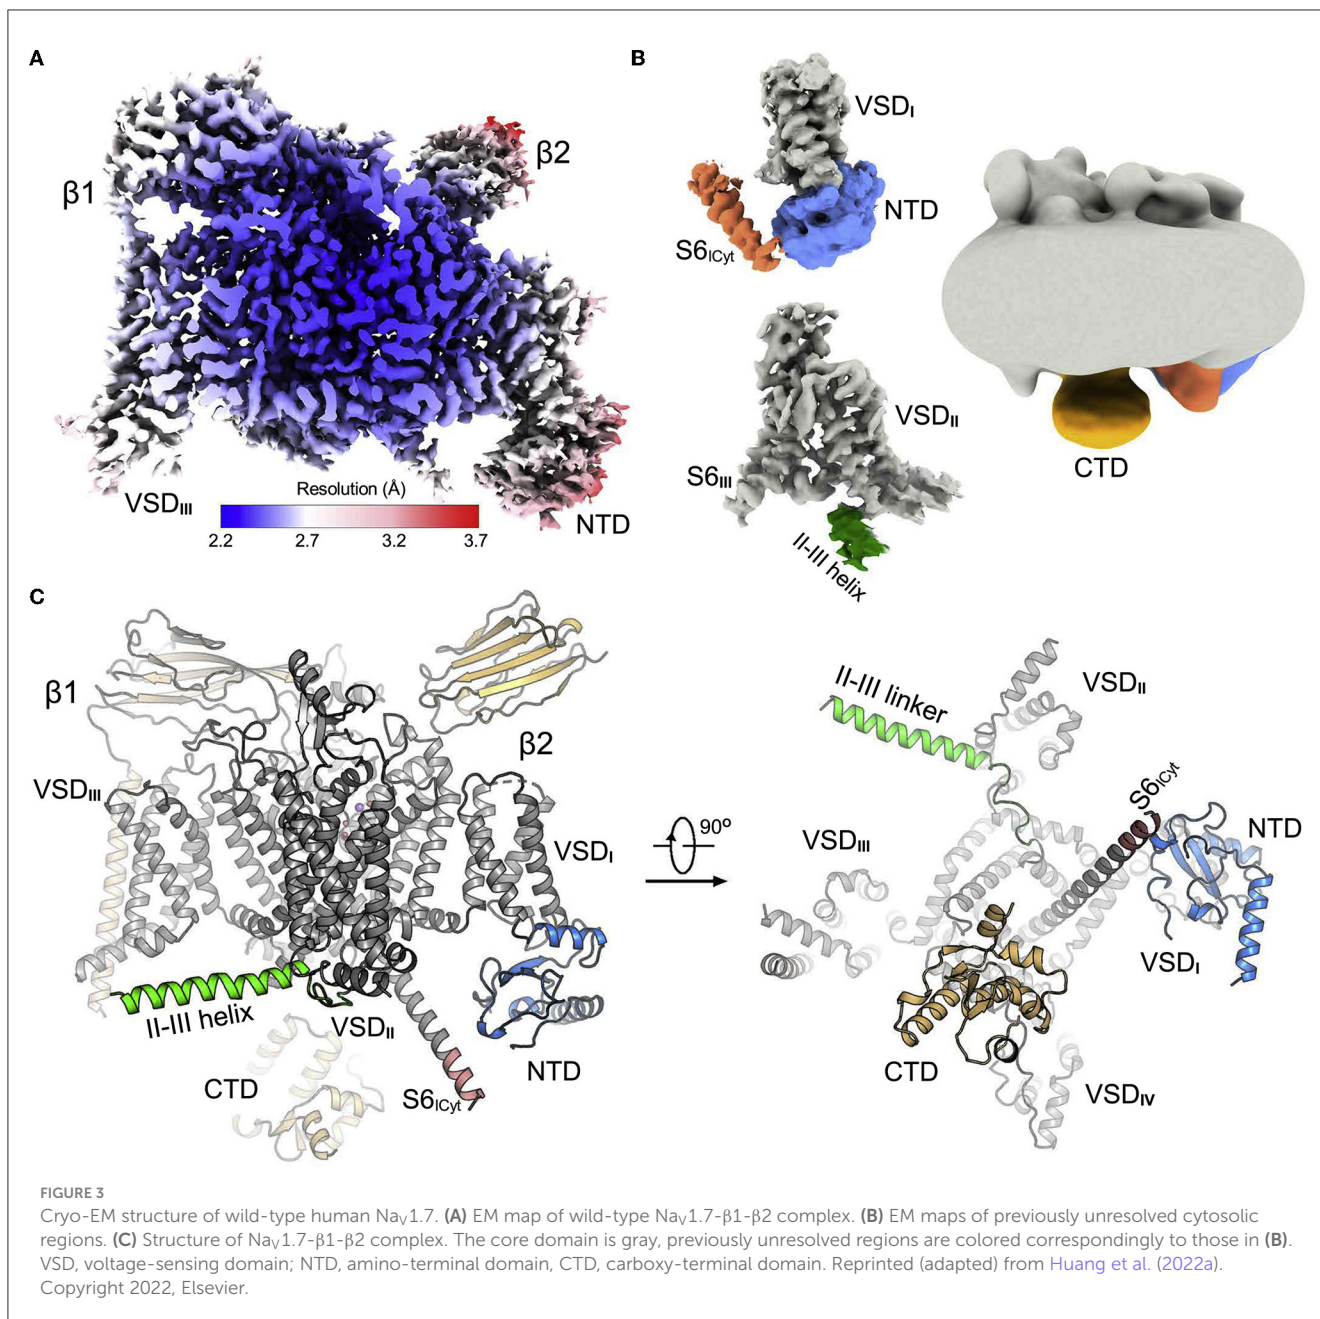 A
β1
β2
VSDIII
NTD
Resolution (Å)
2.2 2.7 3.2 3.7
B
VSDI
NTD
S6ICyt
VSDII
S6III
II-III helix
CTD
C
β1
β2
VSDIII
VSDI
II-III helix
VSDII
CTD
S6ICyt
NTD
90°
II-III linker
VSDII
S6ICyt
NTD
VSDIII
VSDI
CTD
VSDIV
FIGURE 3
Cryo-EM structure of wild-type human NaV1.7. (A) EM map of wild-type NaV1.7-β1-β2 complex. (B) EM maps of previously unresolved cytosolic
regions. (C) Structure of NaV1.7-β1-β2 complex. The core domain is gray, previously unresolved regions are colored correspondingly to those in (B).
VSD, voltage-sensing domain; NTD, amino-terminal domain, CTD, carboxy-terminal domain. Reprinted (adapted) from Huang et al. (2022a).
Copyright 2022, Elsevier.